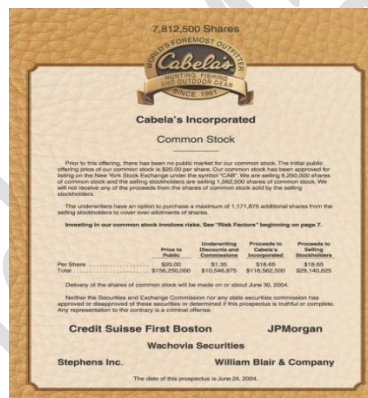 7,812,500 Shares
WORLD'S FOREMOST OUTFITTER
Cabela's
HUNTING, FISHING
AND OUTDOOR GEAR
SINCE 1961
Cabela's Incorporated
Common Stock
Prior to this offering, there has been no public market for our common stock. The initial public
offering price of our common stock is $20.00 per share. Our common stock has been approved for
listing on the New York Stock Exchange under the symbol "CAB". We are selling 6,250,000 shares
of common stock and the selling stockholders are selling 1,562,500 shares of common stock. We
will not receive any of the proceeds from the shares of common stock sold by the selling
stockholders.
The underwriters have an option to purchase a maximum of 1,171,875 additional shares from the
selling stockholders to cover over-allotments of shares.
Investing in our common stock involves risks. See "Risk Factors" beginning on page 7.
Price to Public Underwriting Discounts and Commissions Proceeds to Cabela's Incorporated Proceeds to Selling Stockholders
Per Share $20.00 $1.35 $18.65 $18.65
Total $156,250,000 $10,546,875 $116,562,500 $29,140,625
Delivery of the shares of common stock will be made on or about June 30, 2004.
Neither the Securities and Exchange Commission nor any state securities commission has
approved or disapproved of these securities or determined if this prospectus is truthful or complete.
Any representation to the contrary is a criminal offense.
Credit Suisse First Boston JPMorgan
Wachovia Securities
Stephens Inc. William Blair & Company
The date of this prospectus is June 24, 2004.